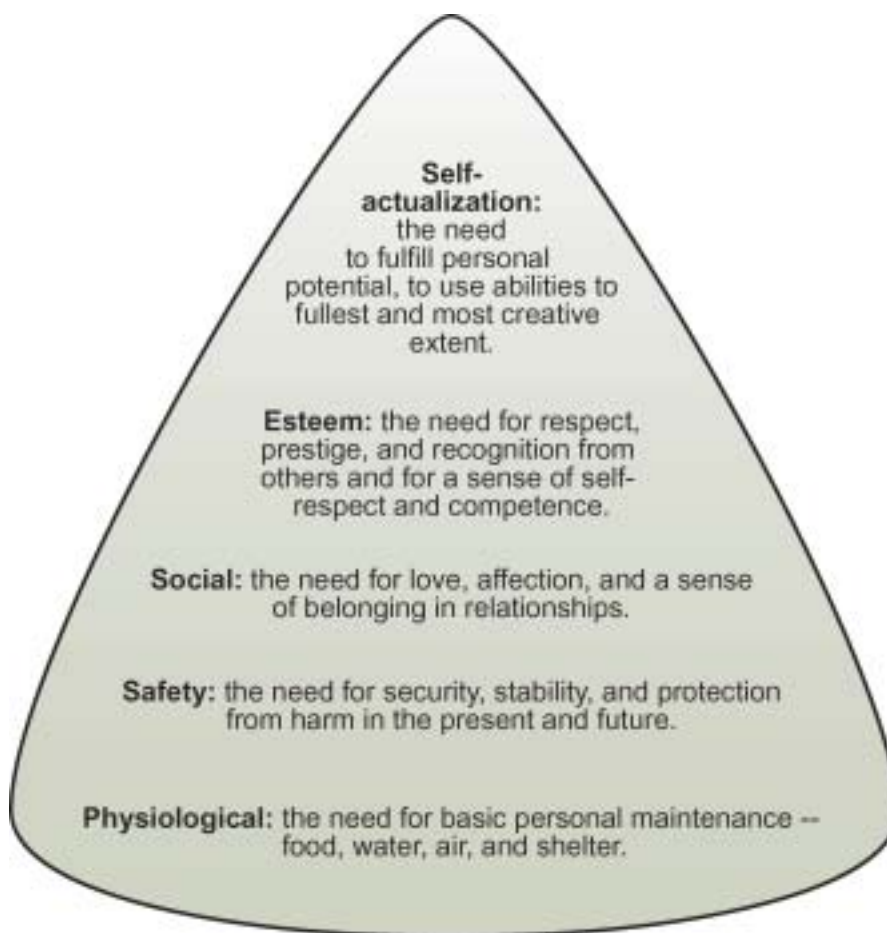 Self-
actualization:
the need
to fulfill personal
potential, to use abilities to
fullest and most creative
extent.
Esteem: the need for respect,
prestige, and recognition from
others and for a sense of self-
respect and competence.
Social: the need for love, affection, and a sense
of belonging in relationships.
Safety: the need for security, stability, and protection
from harm in the present and future.
Physiological: the need for basic personal maintenance --
food, water, air, and shelter.